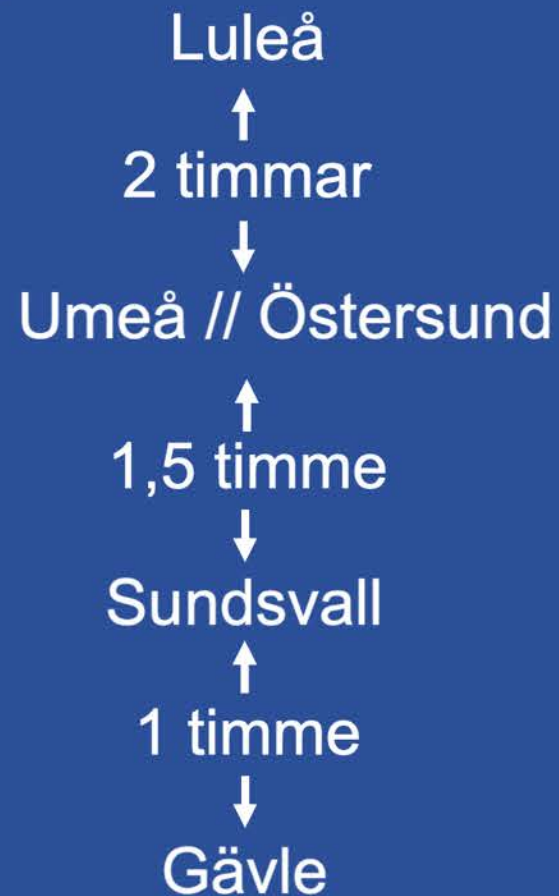 Luleå
2 timmar
Umeå // Östersund
1,5 timme
Sundsvall
1 timme
Gävle